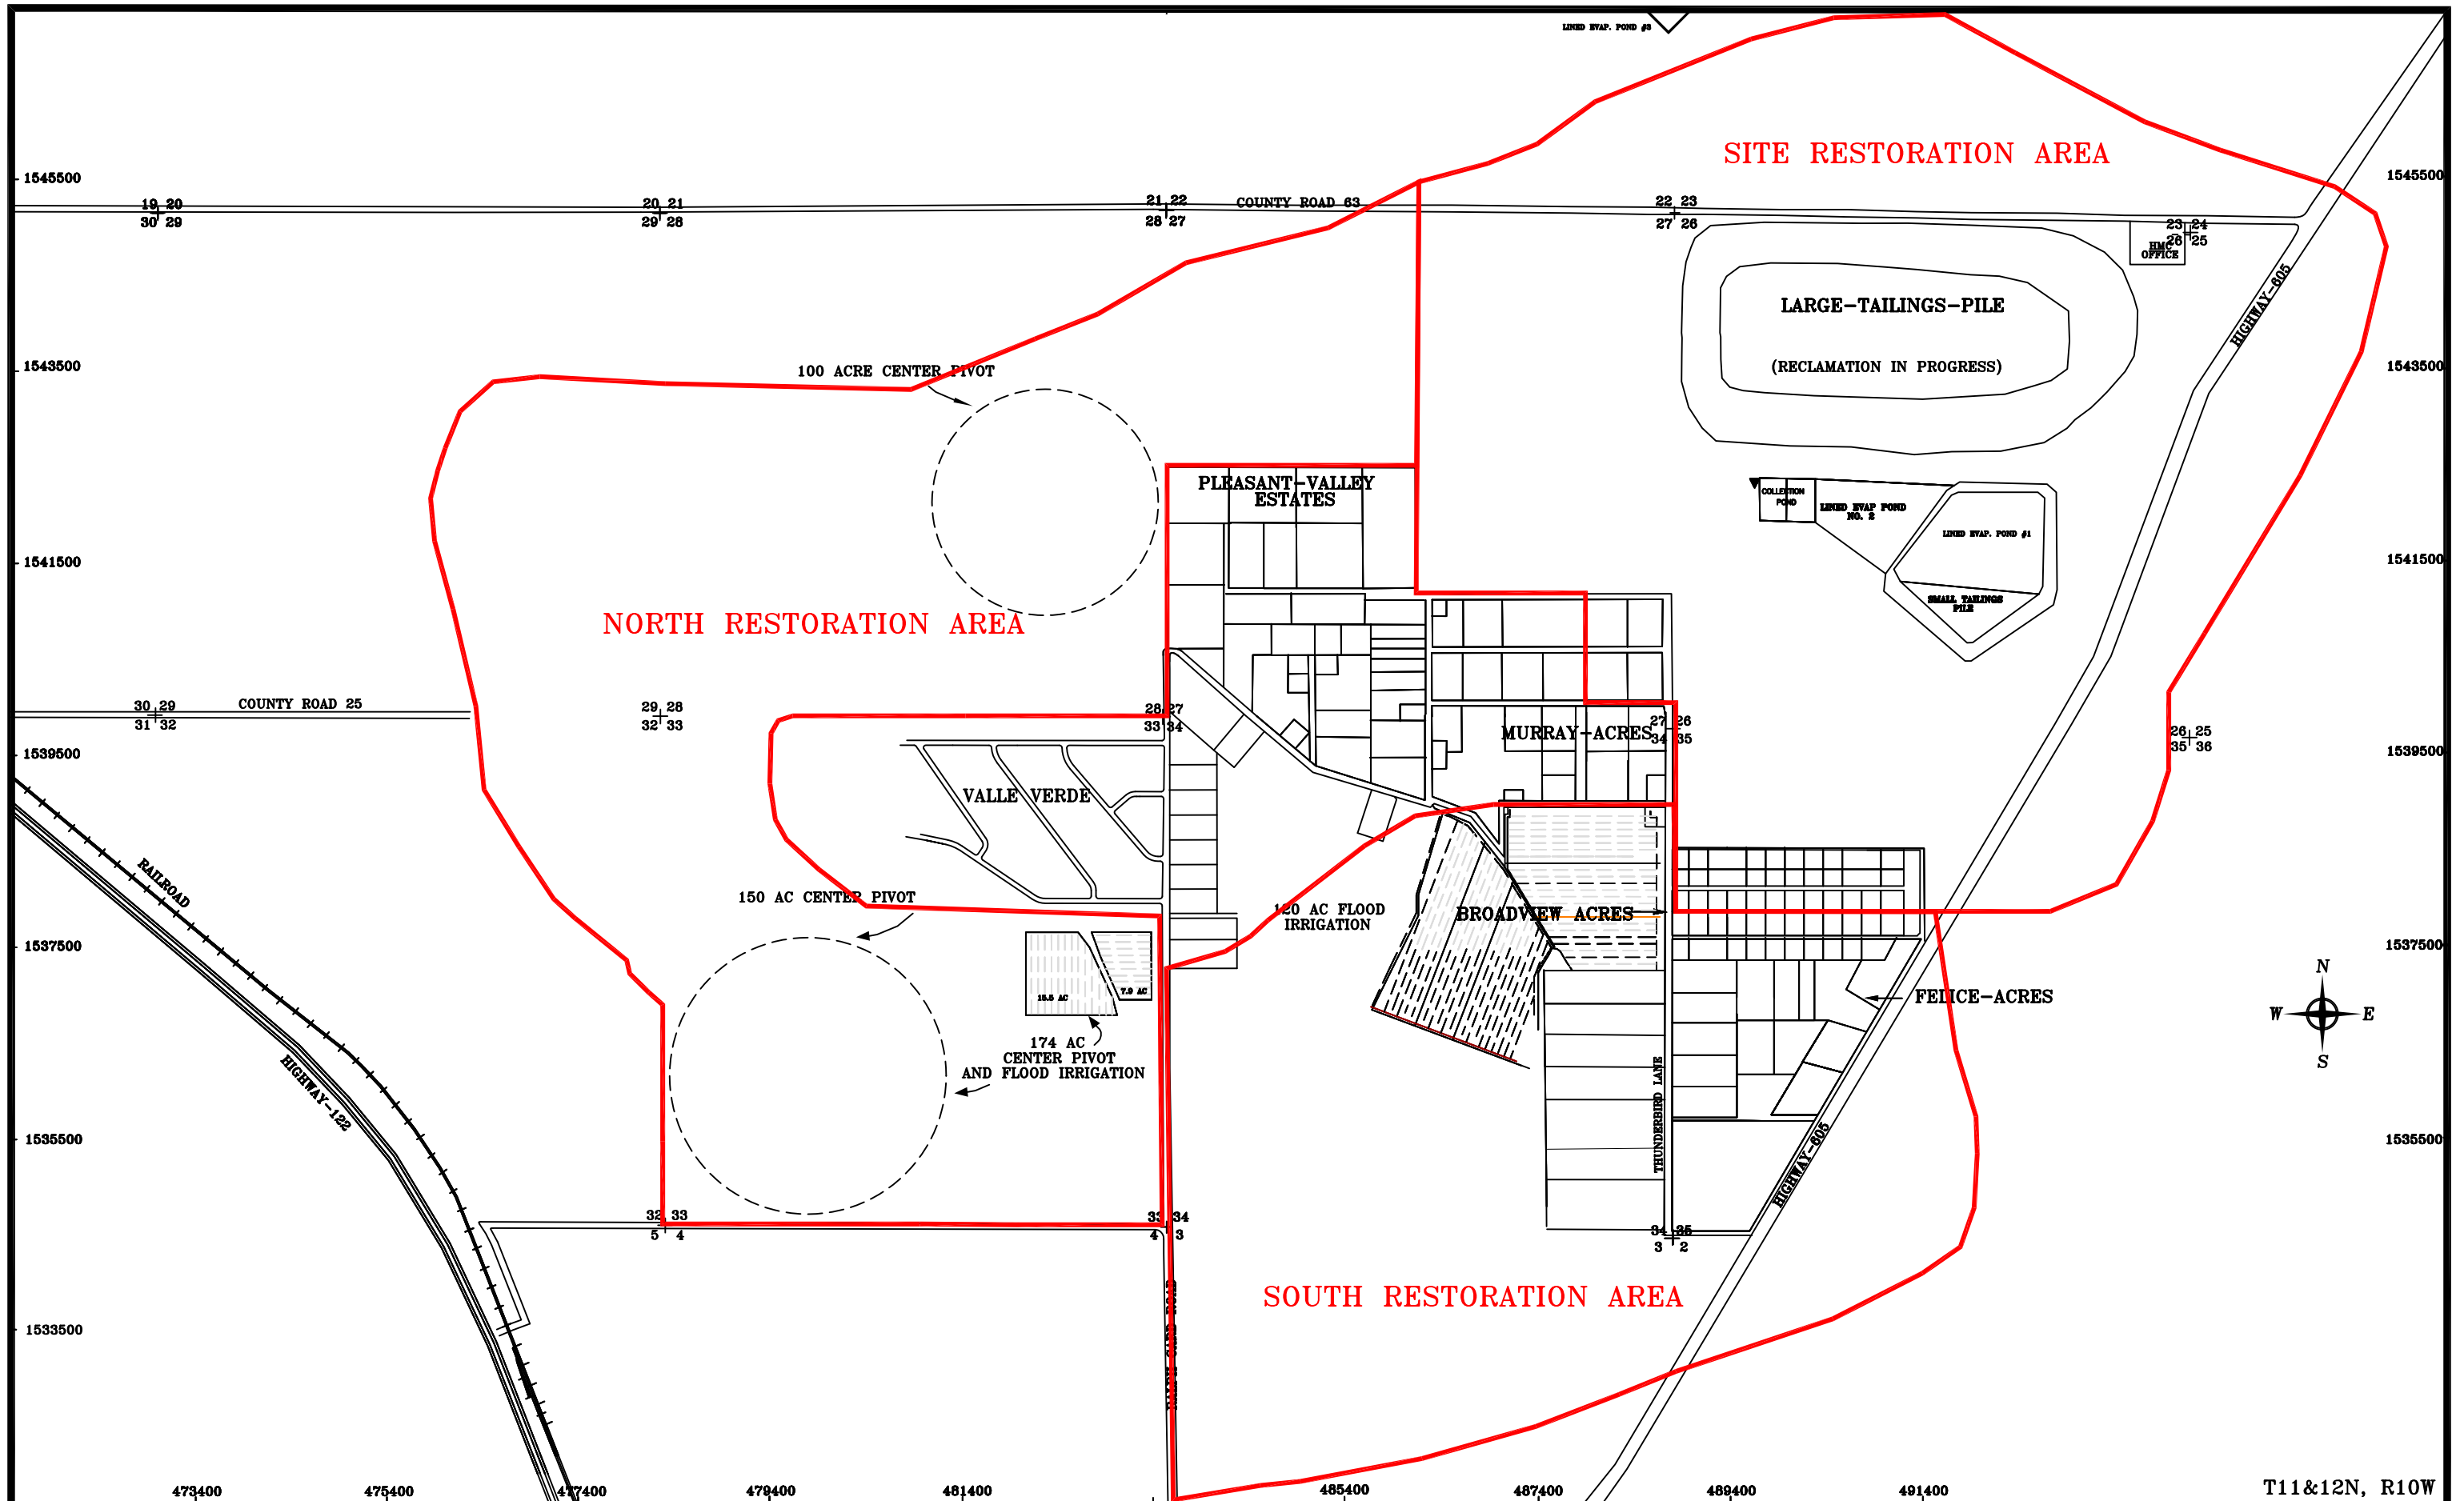 LINED EVAP. POND #3
SITE RESTORATION AREA
1545500
1545500
19 20
30 29
20 21
29 28
21 22
28 27
COUNTY ROAD 63
22 23
27 26
23 24
26 25
HMC
OFFICE
HIGHWAY-605
LARGE-TAILINGS-PILE
(RECLAMATION IN PROGRESS)
1543500
1543500
100 ACRE CENTER PIVOT
PLEASANT-VALLEY
ESTATES
COLLECTION
POND
LINED EVAP POND
NO. 2
LINED EVAP. POND #1
SMALL TAILINGS
PILE
1541500
1541500
NORTH RESTORATION AREA
30 29
31 32
COUNTY ROAD 25
29 28
32 33
28 27
33 34
MURRAY-ACRES
27 26
34 35
26 25
35 36
1539500
1539500
VALLE VERDE
RAILROAD
150 AC CENTER PIVOT
120 AC FLOOD
IRRIGATION
BROADVIEW ACRES
1537500
1537500
15.5 AC
7.9 AC
FELICE-ACRES
N
W
E
S
174 AC
CENTER PIVOT
AND FLOOD IRRIGATION
HIGHWAY-122
THUNDERBIRD LANE
HIGHWAY-605
1535500
1535500
32 33
5 4
33 34
4 3
34 35
3 2
SOUTH RESTORATION AREA
1533500
ROAD
473400
475400
477400
479400
481400
485400
487400
489400
491400
T11&12N, R10W